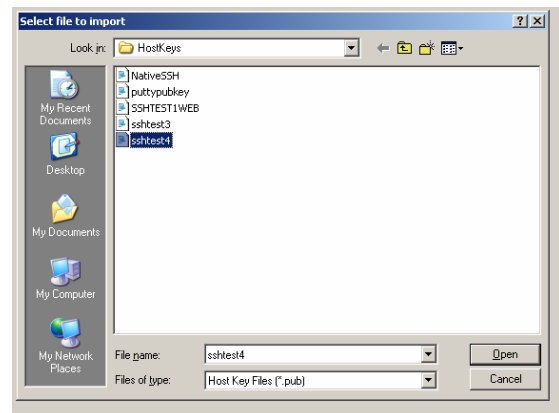 Select file to import
Look in: HostKeys
NativeSSH
puttypubkey
SSHTEST1WEB
sshtest3
sshtest4
My Recent
Documents
Desktop
My Documents
My Computer
My Network
Places
File name: sshtest4 Open
Files of type: Host Key Files (*.pub) Cancel